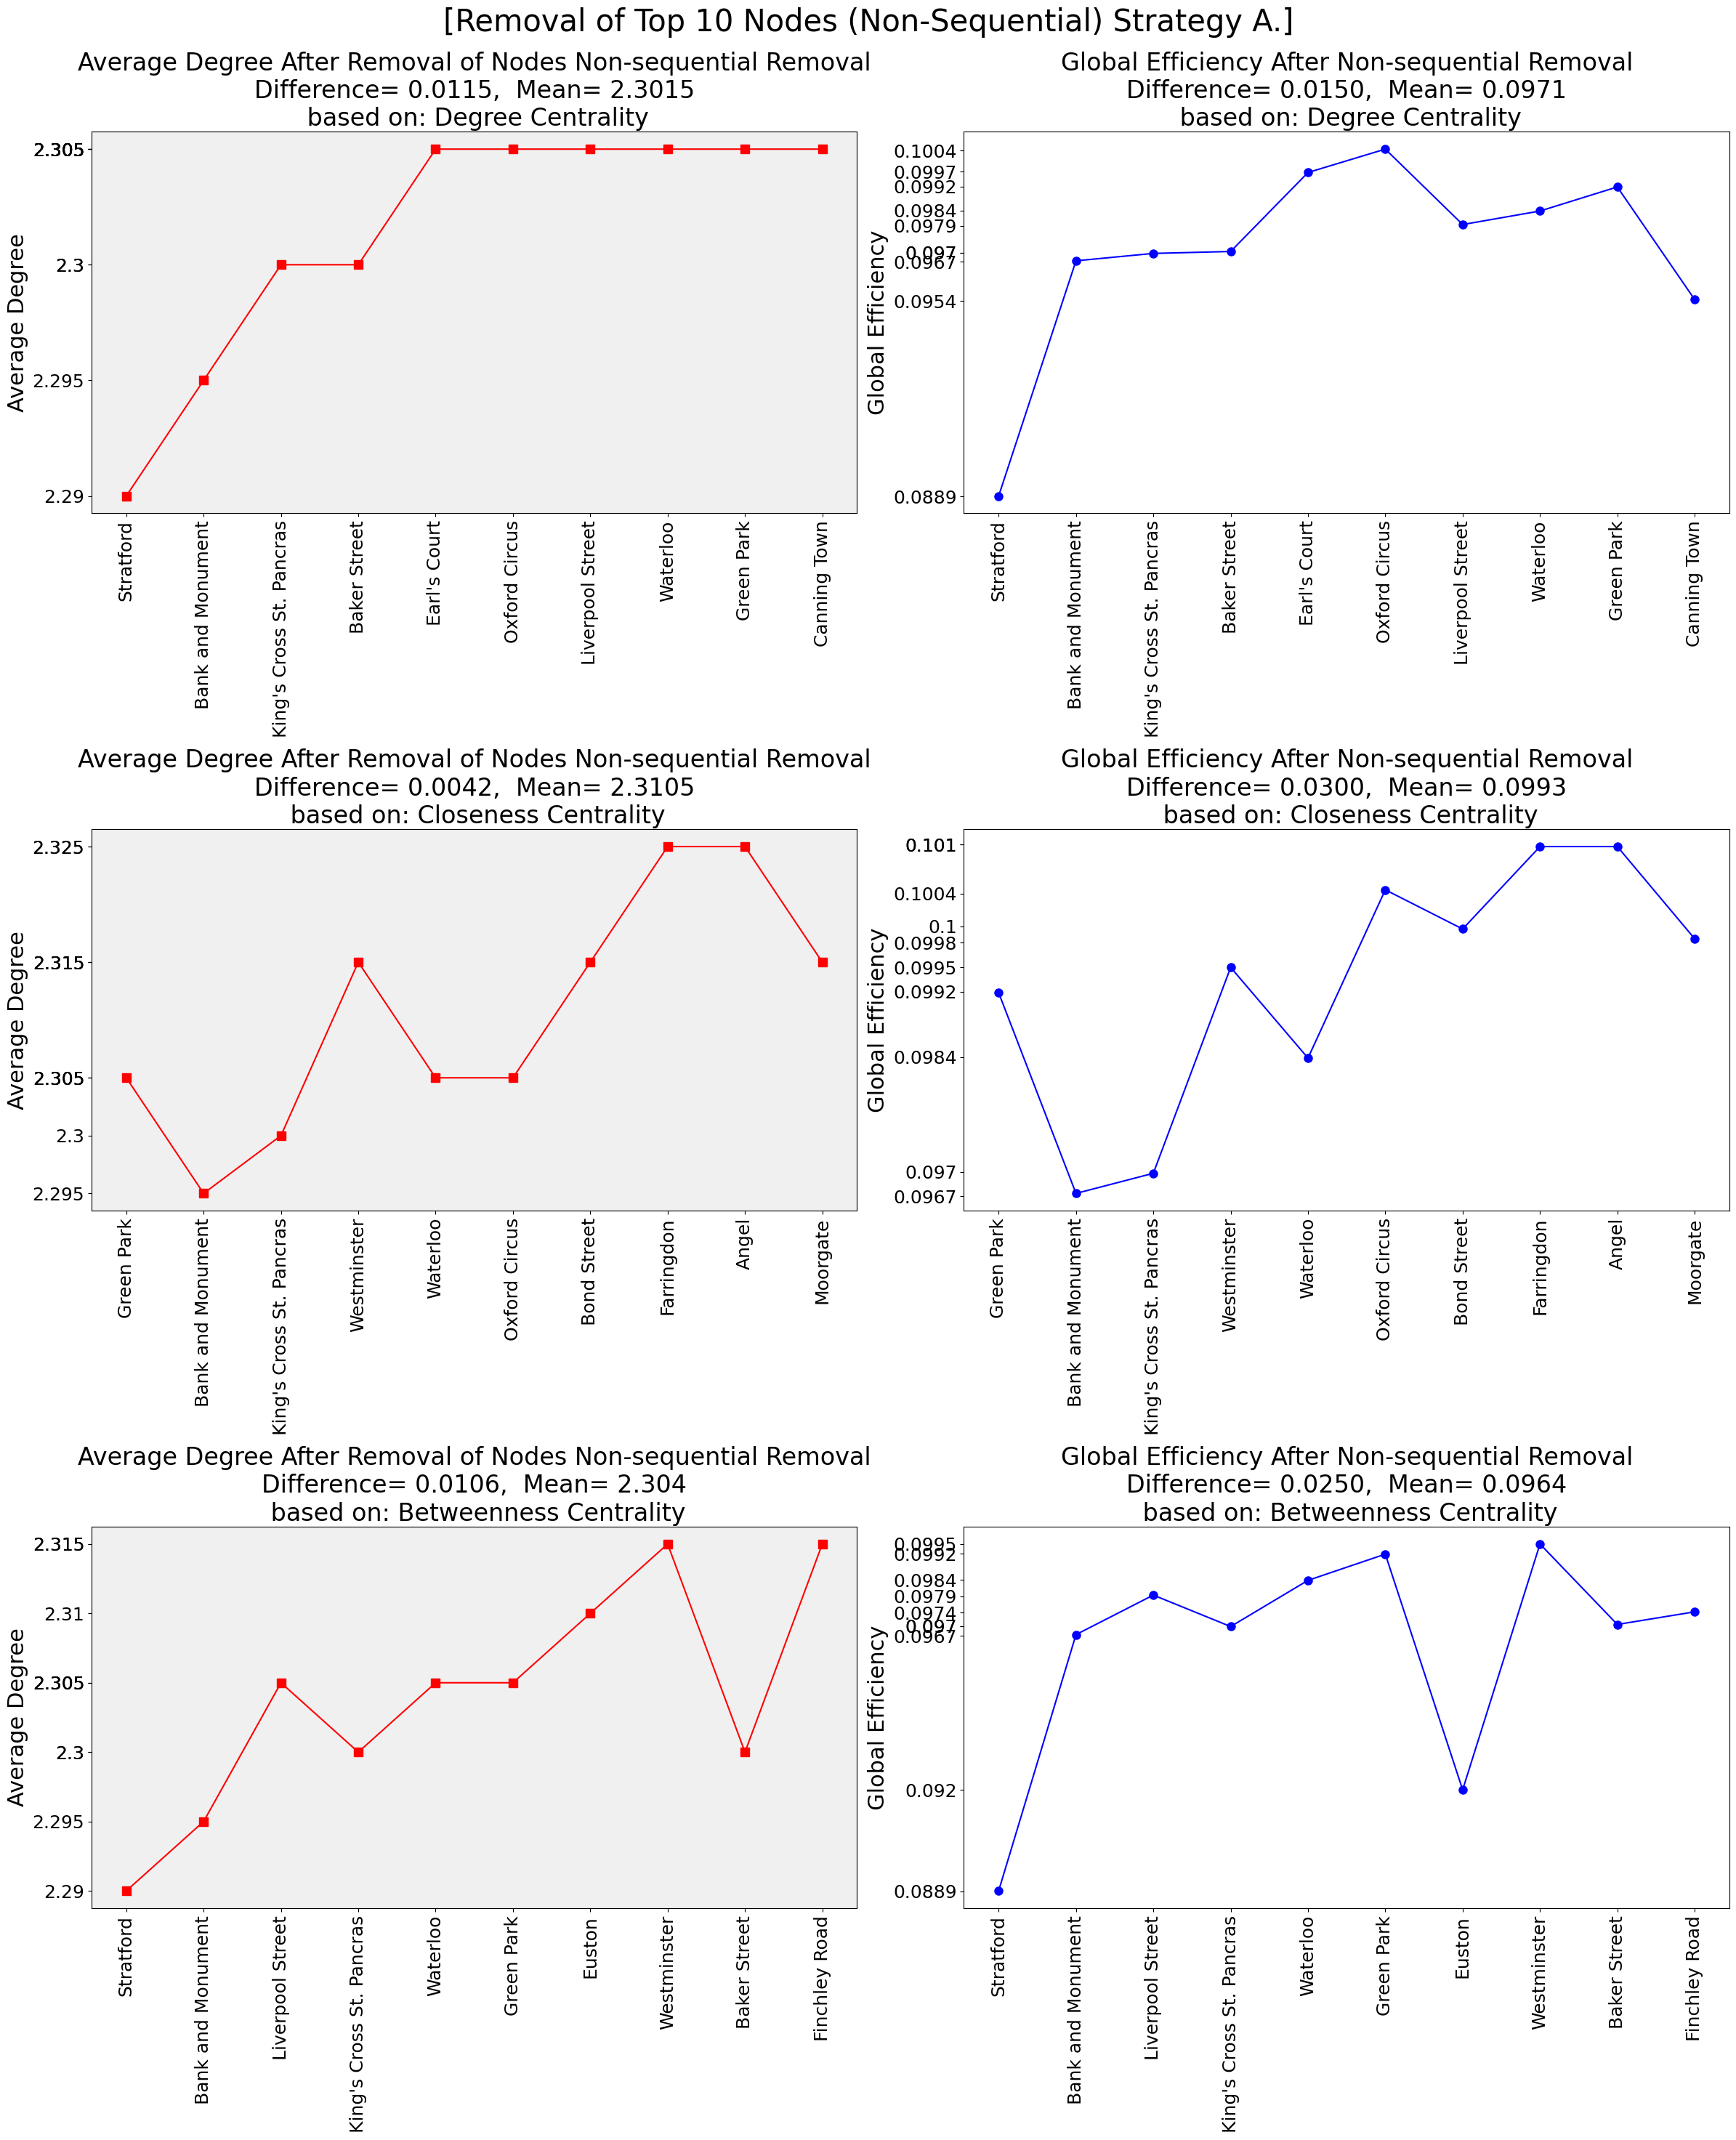 [Removal of Top 10 Nodes (Non-Sequential) Strategy A.]
Average Degree After Removal of Nodes Non-sequential Removal
Difference= 0.0115,  Mean= 2.3015
based on: Degree Centrality
Average Degree
2.305
2.3
2.295
2.29
Stratford
Bank and Monument
King's Cross St. Pancras
Baker Street
Earl's Court
Oxford Circus
Liverpool Street
Waterloo
Green Park
Canning Town
Global Efficiency After Non-sequential Removal
Difference= 0.0150,  Mean= 0.0971
based on: Degree Centrality
Global Efficiency
0.1004
0.0997
0.0992
0.0984
0.0979
0.097
0.0967
0.0954
0.0889
Stratford
Bank and Monument
King's Cross St. Pancras
Baker Street
Earl's Court
Oxford Circus
Liverpool Street
Waterloo
Green Park
Canning Town
Average Degree After Removal of Nodes Non-sequential Removal
Difference= 0.0042,  Mean= 2.3105
based on: Closeness Centrality
Average Degree
2.325
2.315
2.305
2.3
2.295
Green Park
Bank and Monument
King's Cross St. Pancras
Westminster
Waterloo
Oxford Circus
Bond Street
Farringdon
Angel
Moorgate
Global Efficiency After Non-sequential Removal
Difference= 0.0300,  Mean= 0.0993
based on: Closeness Centrality
Global Efficiency
0.101
0.1004
0.1
0.0998
0.0995
0.0992
0.0984
0.097
0.0967
Green Park
Bank and Monument
King's Cross St. Pancras
Westminster
Waterloo
Oxford Circus
Bond Street
Farringdon
Angel
Moorgate
Average Degree After Removal of Nodes Non-sequential Removal
Difference= 0.0106,  Mean= 2.304
based on: Betweenness Centrality
Average Degree
2.315
2.31
2.305
2.3
2.295
2.29
Stratford
Bank and Monument
Liverpool Street
King's Cross St. Pancras
Waterloo
Green Park
Euston
Westminster
Baker Street
Finchley Road
Global Efficiency After Non-sequential Removal
Difference= 0.0250,  Mean= 0.0964
based on: Betweenness Centrality
Global Efficiency
0.0995
0.0992
0.0984
0.0979
0.0974
0.097
0.0967
0.092
0.0889
Stratford
Bank and Monument
Liverpool Street
King's Cross St. Pancras
Waterloo
Green Park
Euston
Westminster
Baker Street
Finchley Road